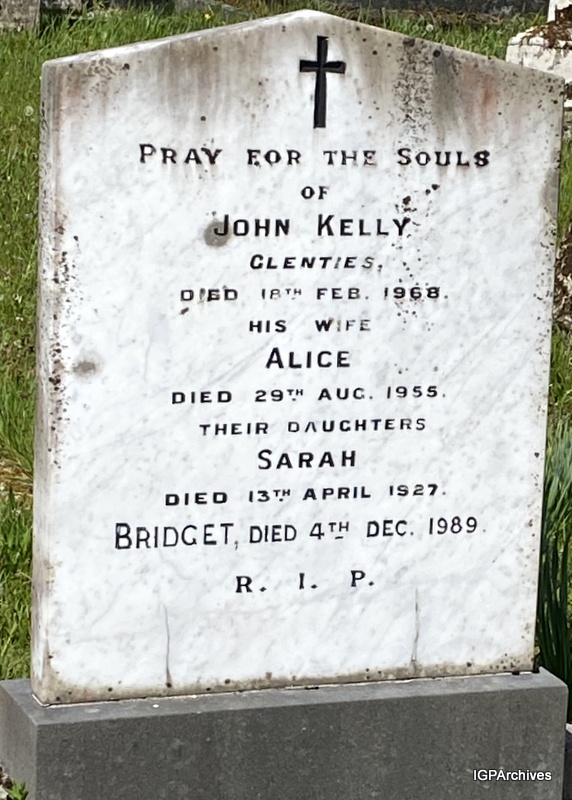 PRAY FOR THE SOULS
OF
JOHN KELLY
GLENTIES,
DIED 18TH FEB. 1968.
HIS WIFE
ALICE
DIED 29TH AUG. 1955.
THEIR DAUGHTERS
SARAH
DIED 13TH APRIL 1927.
BRIDGET, DIED 4TH DEC. 1989.
R. I. P.
IGPArchives